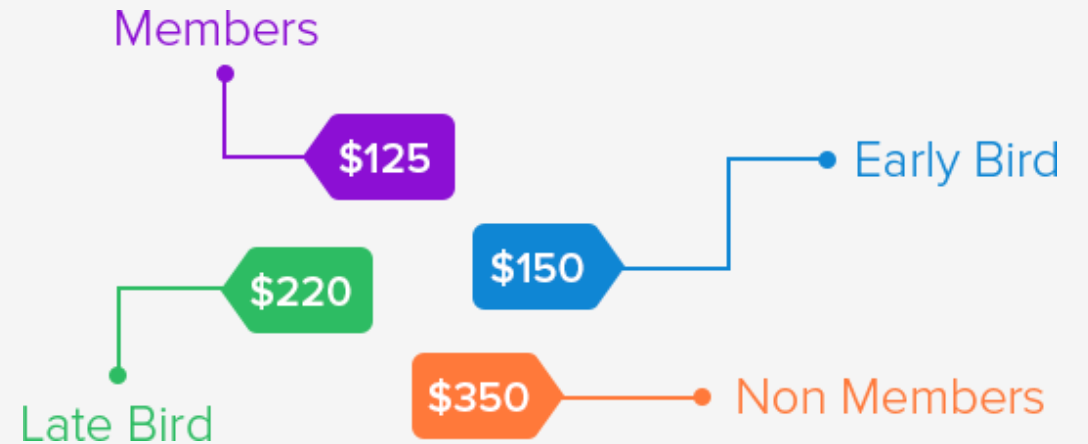 Members
$125
Early Bird
$150
$220
Late Bird
$350
Non Members